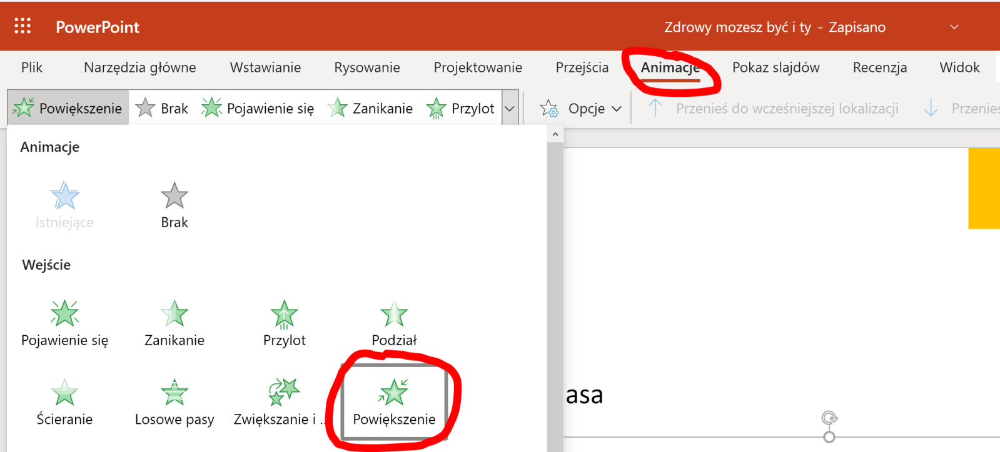 PowerPoint Zdrowy mozesz być i ty - Zapisano
Plik Narzędzia główne Wstawianie Rysowanie Projektowanie Przejścia Animacje Pokaz slajdów Recenzja Widok
Powiększenie Brak Pojawienie się Zanikanie Przylot Opcje Przenieś do wcześniejszej lokalizacji
Animacje
Istniejące Brak
Wejście
Pojawienie się Zanikanie Przylot Podział
asa
Ścieranie Losowe pasy Zwiększanie i .. Powiększenie